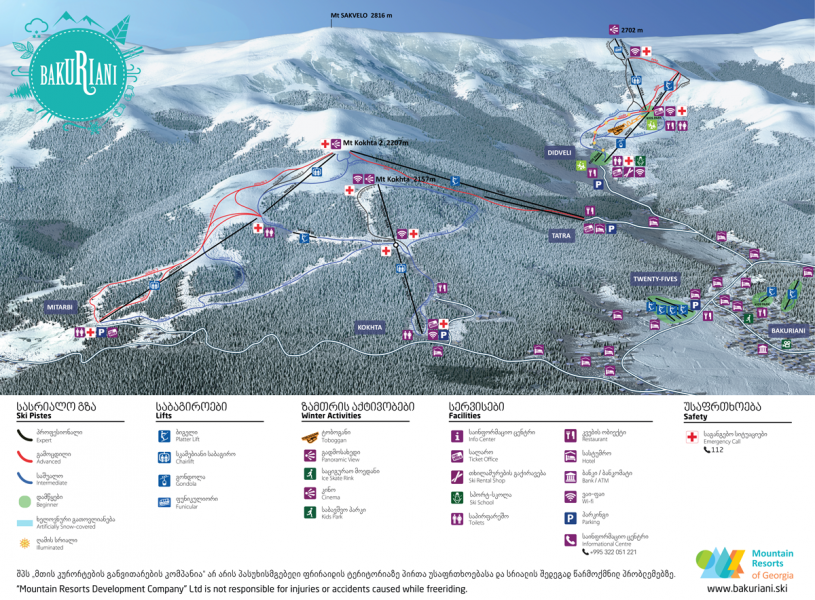 Mt SAKVELO 2816 m
2702 m
BAKURIANI
Mt Kokhta 2 2207m
Mt Kokhta 2157m
DIDVELI
TATRA
TWENTY-FIVES
MITARBI
KOKHTA
BAKURIANI
სასრიალო გზა
Ski Pistes
პროფესიონალი
Expert
გამოცდილი
Advanced
საშუალო
Intermediate
დამწყები
Beginner
ხელოვნური გათოვლიანება
Artificially Snow-covered
ღამის სრიალი
Illuminated
საბაგიროები
Lifts
ბიგელი
Platter Lift
სკამებიანი საბაგირო
Chairlift
გონდოლა
Gondola
ფუნიკულიორი
Funicular
ზამთრის აქტივობები
Winter Activities
ტობოგანი
Toboggan
გადმოსახედი
Panoramic View
საციგურაო მოედანი
Ice Skate Rink
კინო
Cinema
საბავშვო პარკი
Kids Park
სერვისები
Facilities
საინფორმაციო ცენტრი
Info Center
სალარო
Ticket Office
თხილამურების გაქირავება
Ski Rental Shop
სპორტ-სკოლა
Ski School
საპირფარეშო
Toilets
კვების ობიექტი
Restaurant
სასტუმრო
Hotel
ბანკი / ბანკომატი
Bank / ATM
ვაი-ფაი
Wi-fi
პარკინგი
Parking
საინფორმაციო ცენტრი
Informational Centre
+995 322 051 221
უსაფრთხოება
Safety
საგანგებო სიტუაციები
Emergency Call
112
შპს „მთის კურორტების განვითარების კომპანია“ არ არის პასუხისმგებელი ფრირაიდის ტერიტორიაზე პირთა უსაფრთხოებასა და სრიალის შედეგად წარმოქმნილ პრობლემებზე.
"Mountain Resorts Development Company" Ltd is not responsible for injuries or accidents caused while freeriding.
Mountain
Resorts
of Georgia
www.bakuriani.ski